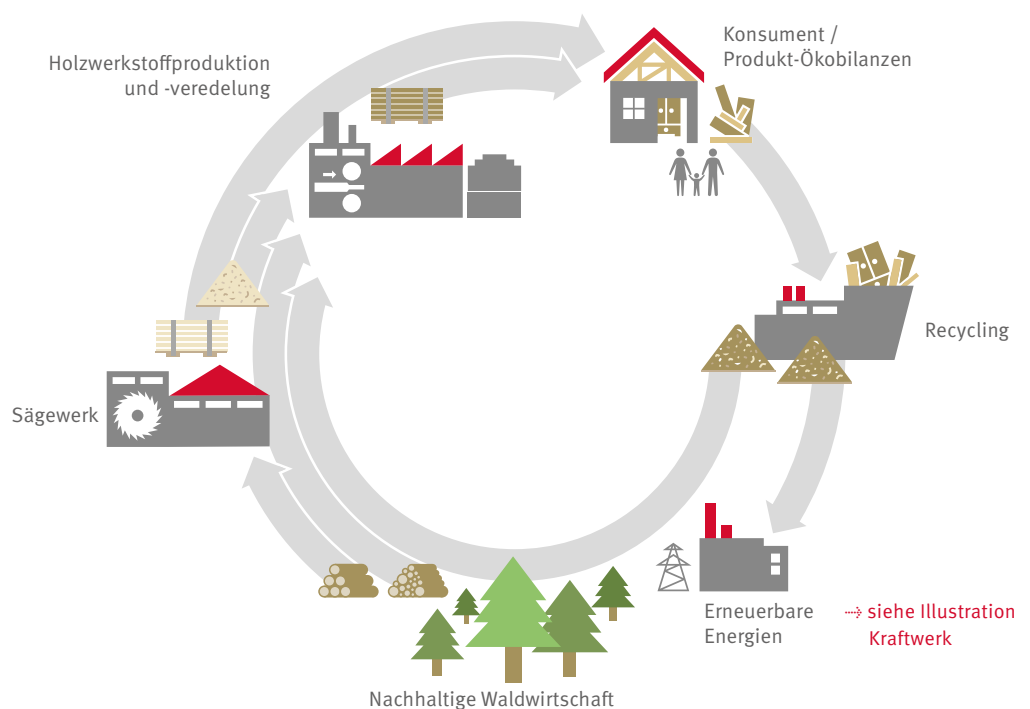 Holzwerkstoffproduktion
und -veredelung
Konsument /
Produkt-Ökobilanzen
Recycling
Sägewerk
Erneuerbare
Energien
siehe Illustration
Kraftwerk
Nachhaltige Waldwirtschaft